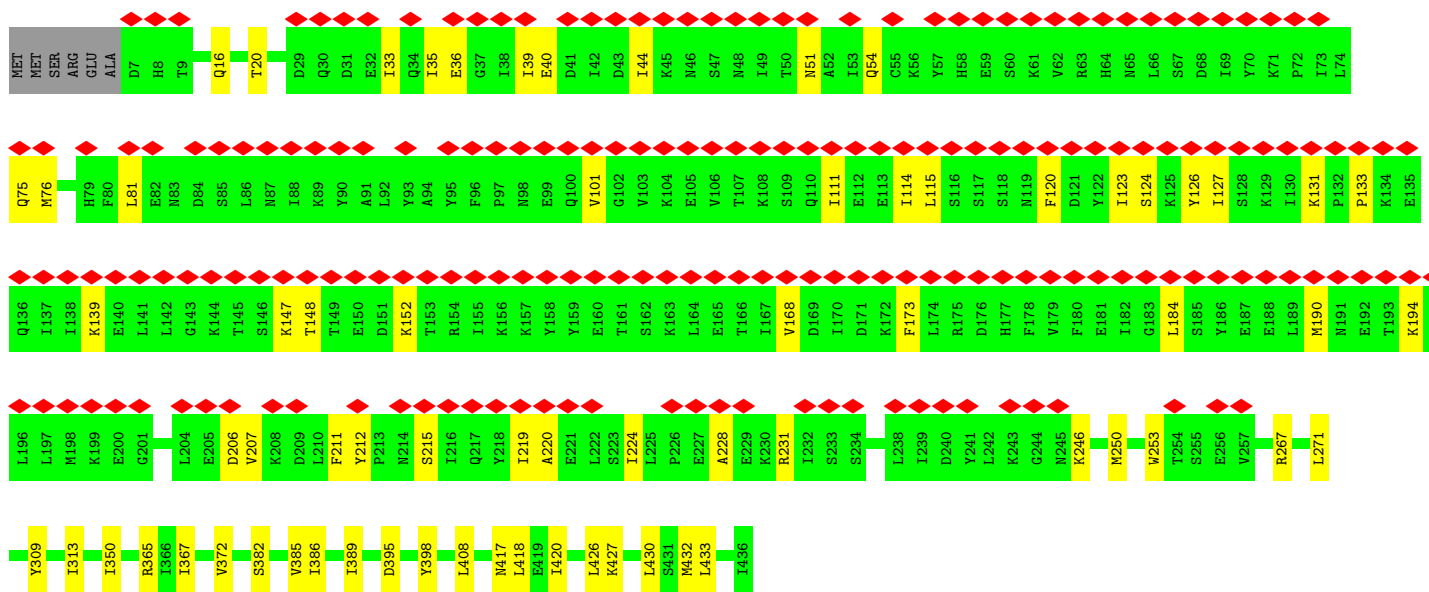 MET MET SER ARG GLU ALA D7 H8 T9 Q16 T20 D29 Q30 D31 E32 I33 Q34 I35 E36 G37 I38 I39 E40 D41 I42 D43 I44 K45 N46 S47 N48 I49 T50 N51 A52 I53 Q54 C55 K56 Y57 H58 E59 S60 K61 V62 R63 H64 N65 L66 S67 D68 I69 Y70 K71 P72 I73 L74
Q75 M76 H79 F80 L81 E82 N83 D84 S85 L86 N87 I88 K89 Y90 A91 L92 Y93 A94 Y95 F96 P97 N98 E99 Q100 V101 G102 V103 K104 E105 V106 T107 K108 S109 Q110 I111 E112 E113 I114 L115 S116 S117 S118 N119 F120 D121 Y122 I123 S124 K125 Y126 I127 S128 K129 I130 K131 P132 P133 K134 E135
Q136 I137 I138 K139 E140 L141 L142 G143 K144 T145 S146 K147 T148 T149 E150 D151 K152 T153 R154 I155 K156 K157 Y158 Y159 E160 T161 S162 K163 L164 E165 T166 I167 V168 D169 I170 D171 K172 F173 L174 R175 D176 H177 F178 V179 F180 E181 I182 G183 L184 S185 Y186 E187 E188 L189 M190 N191 E192 T193 K194
L196 L197 M198 K199 E200 G201 L204 E205 D206 V207 K208 D209 L210 F211 Y212 P213 N214 S215 I216 Q217 Y218 I219 A220 E221 L222 S223 I224 L225 P226 E227 A228 E229 K230 R231 I232 S233 S234 L238 I239 D240 Y241 L242 K243 G244 N245 K246 M250 W253 T254 S255 E256 V257 R267 L271
Y309 I313 I350 R365 I366 I367 V372 S382 V385 I386 I389 D395 Y398 L408 N417 L418 E419 I420 L426 K427 L430 S431 M432 L433 I436